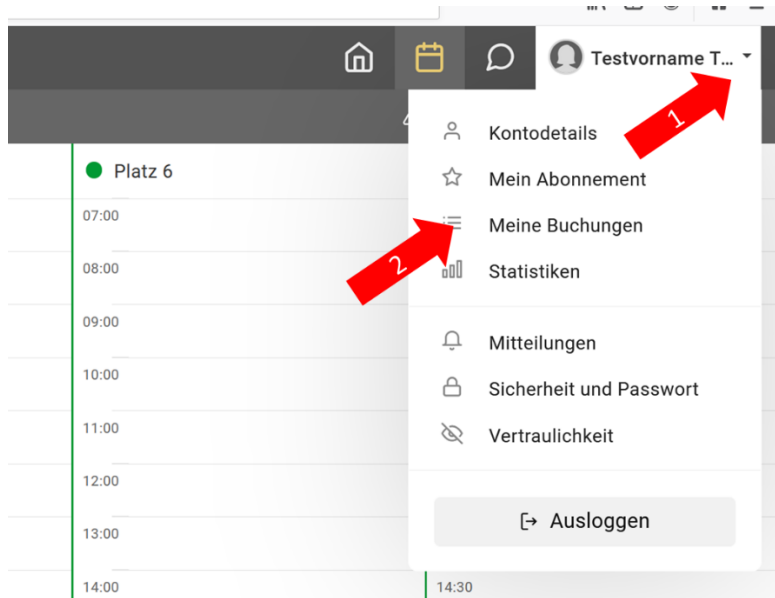 Testvorname T...
1
Kontodetails
Platz 6
Mein Abonnement
07:00
Meine Buchungen
2
08:00
Statistiken
09:00
Mitteilungen
10:00
Sicherheit und Passwort
11:00
Vertraulichkeit
12:00
Ausloggen
13:00
14:00
14:30